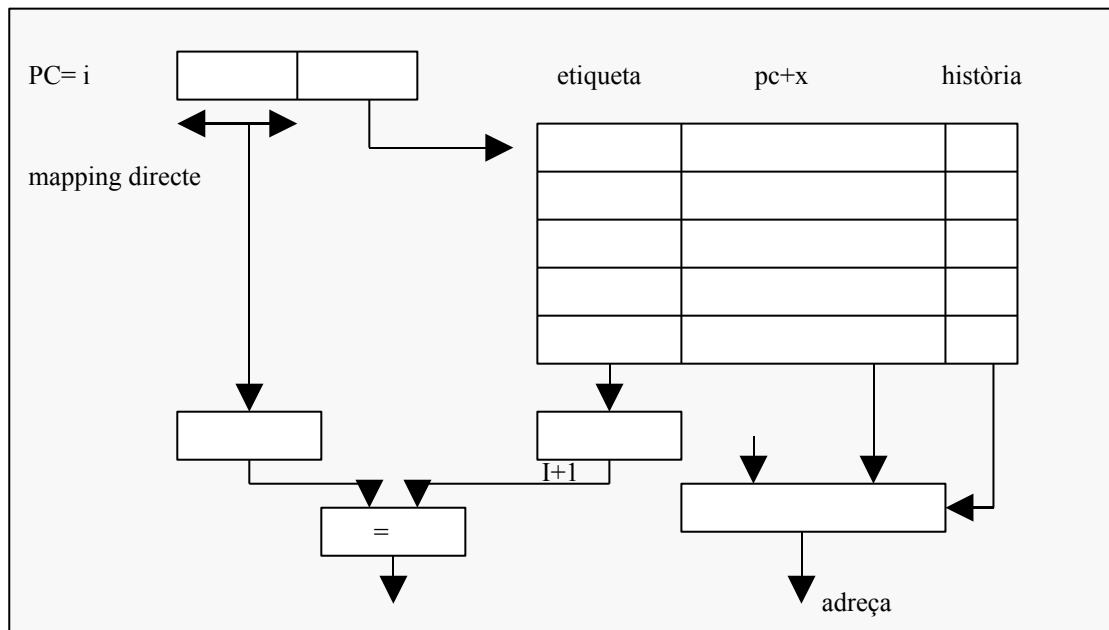 PC= i
etiqueta
pc+x
història
mapping directe
I+1
=
adreça